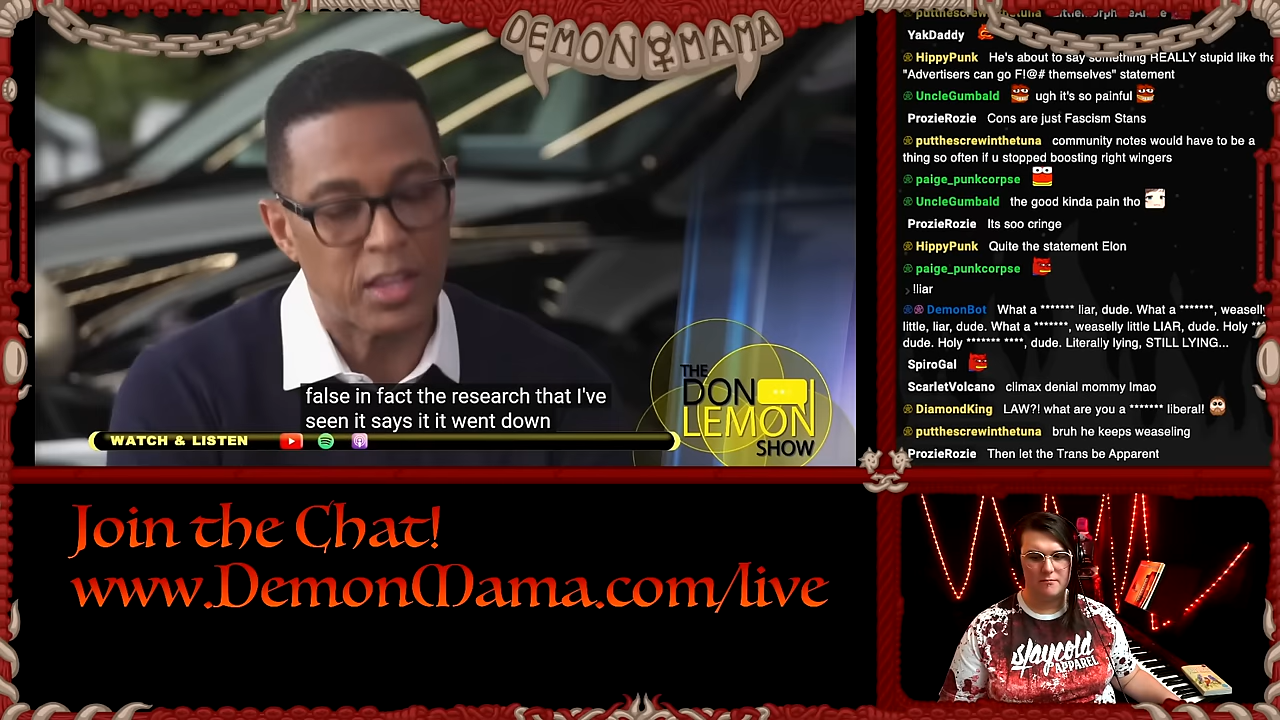 DEMON MAMA
false in fact the research that I've
seen it says it it went down
WATCH & LISTEN
THE
DON
LEMON
SHOW
YakDaddy
HippyPunk He's about to say something REALLY stupid like the
"Advertisers can go F!@# themselves" statement
UncleGumbald ugh it's so painful
ProzieRozie Cons are just Fascism Stans
putthescrewinthetuna community notes would have to be a
thing so often if u stopped boosting right wingers
paige_punkcorpse
UncleGumbald the good kinda pain tho
ProzieRozie Its soo cringe
HippyPunk Quite the statement Elon
paige_punkcorpse
!liar
DemonBot What a ******* liar, dude. What a *******, weaselly
little, liar, dude. What a *******, weaselly little LIAR, dude. Holy
dude. Holy ******* ****, dude. Literally lying, STILL LYING...
SpiroGal
ScarletVolcano climax denial mommy lmao
DiamondKing LAW?! what are you a ******* liberal!
putthescrewinthetuna bruh he keeps weaseling
ProzieRozie Then let the Trans be Apparent
Join the Chat!
www.DemonMama.com/live
slaycold
APPAREL